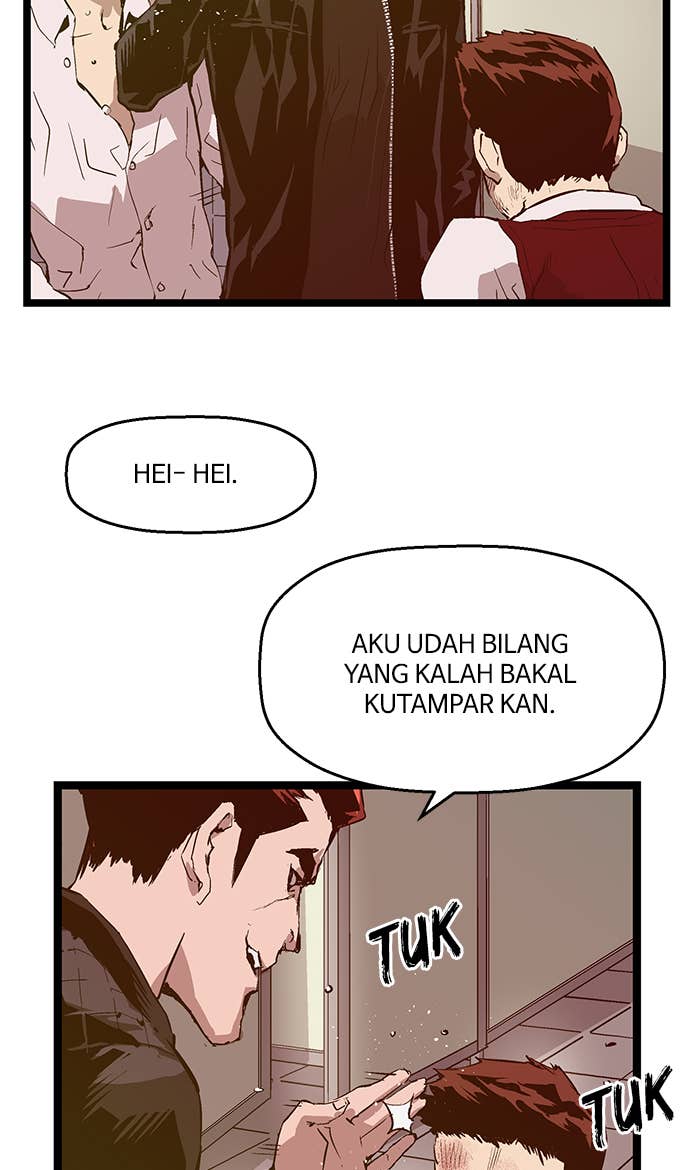 HEI- HEI.
AKU UDAH BILANG
YANG KALAH BAKAL
KUTAMPAR KAN.
TUK
TUK